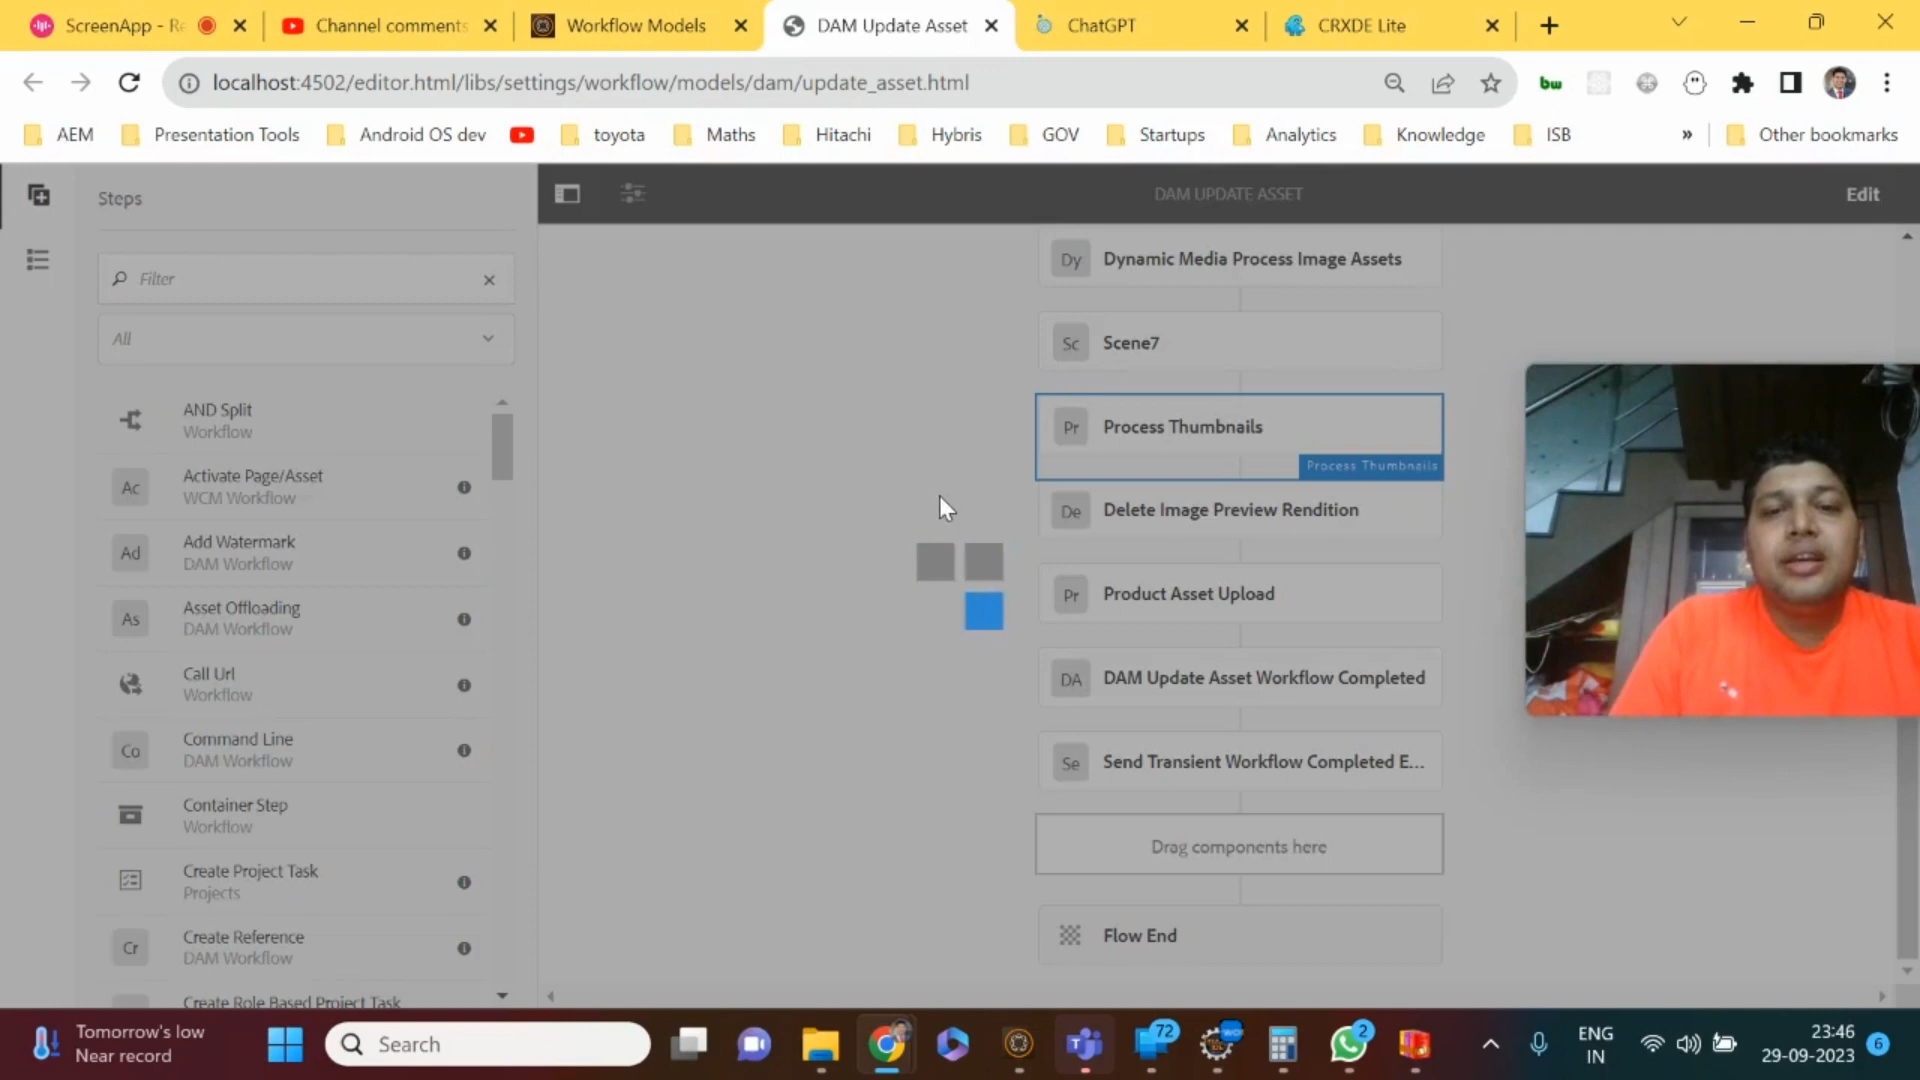 ScreenApp - Re
Channel comments
Workflow Models
DAM Update Asset
ChatGPT
CRXDE Lite
localhost:4502/editor.html/libs/settings/workflow/models/dam/update_asset.html
bw
AEM
Presentation Tools
Android OS dev
toyota
Maths
Hitachi
Hybris
GOV
Startups
Analytics
Knowledge
ISB
»
Other bookmarks
Steps
DAM UPDATE ASSET
Edit
Filter
All
AND Split
Workflow
Ac
Activate Page/Asset
WCM Workflow
Ad
Add Watermark
DAM Workflow
As
Asset Offloading
DAM Workflow
Call Url
Workflow
Co
Command Line
DAM Workflow
Container Step
Workflow
Create Project Task
Projects
Cr
Create Reference
DAM Workflow
Create Role Based Project Task
Dy
Dynamic Media Process Image Assets
Sc
Scene7
Pr
Process Thumbnails
Process Thumbnails
De
Delete Image Preview Rendition
Pr
Product Asset Upload
DA
DAM Update Asset Workflow Completed
Se
Send Transient Workflow Completed E...
Drag components here
Flow End
Tomorrow's low
Near record
Search
72
2
ENG
IN
23:46
29-09-2023
6